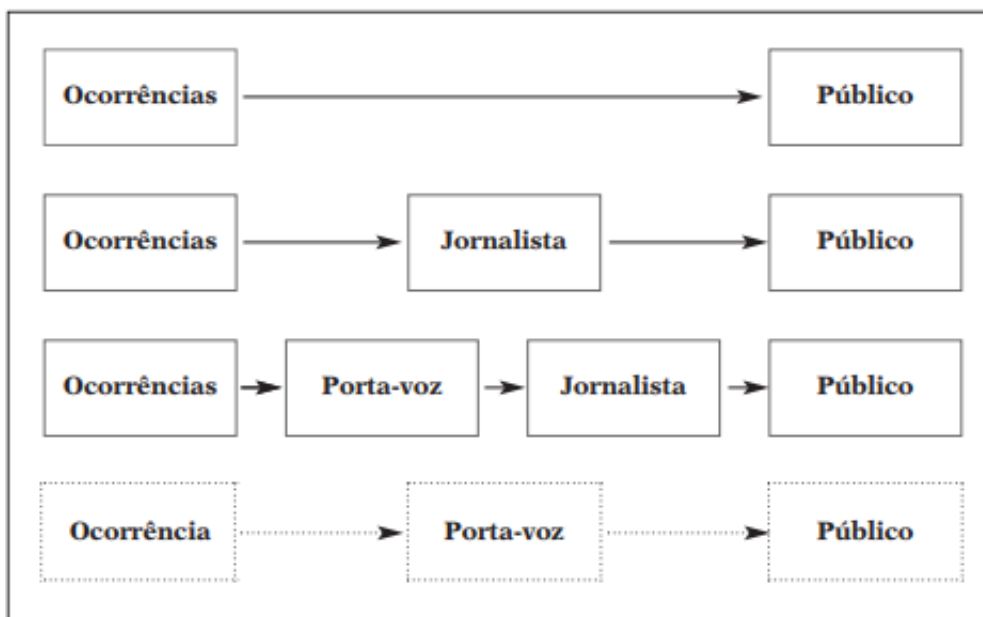 Ocorrências Público
Ocorrências Jornalista Público
Ocorrências Porta-voz Jornalista Público
Ocorrência Porta-voz Público